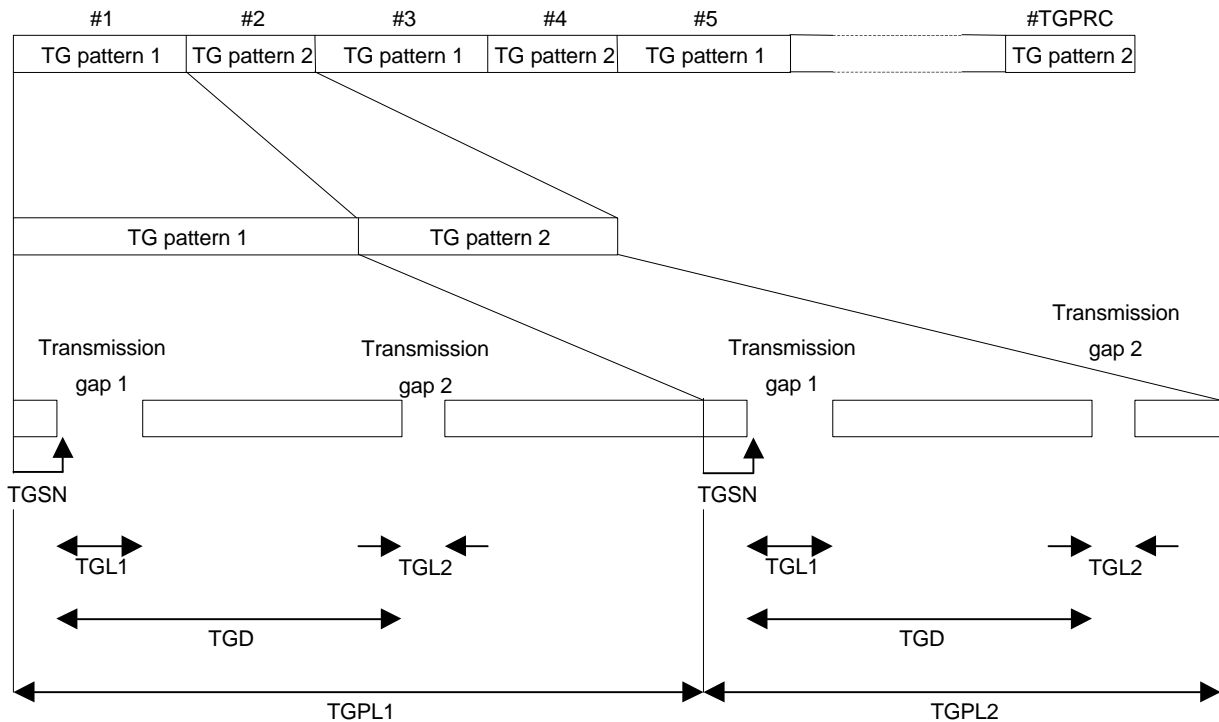 #1 #2 #3 #4 #5 #TGPRC
TG pattern 1 TG pattern 2 TG pattern 1 TG pattern 2 TG pattern 1 TG pattern 2
TG pattern 1 TG pattern 2
Transmission
gap 1
Transmission
gap 2
Transmission
gap 1
Transmission
gap 2
TGSN TGSN
TGL1 TGL2 TGL1 TGL2
TGD TGD
TGPL1 TGPL2